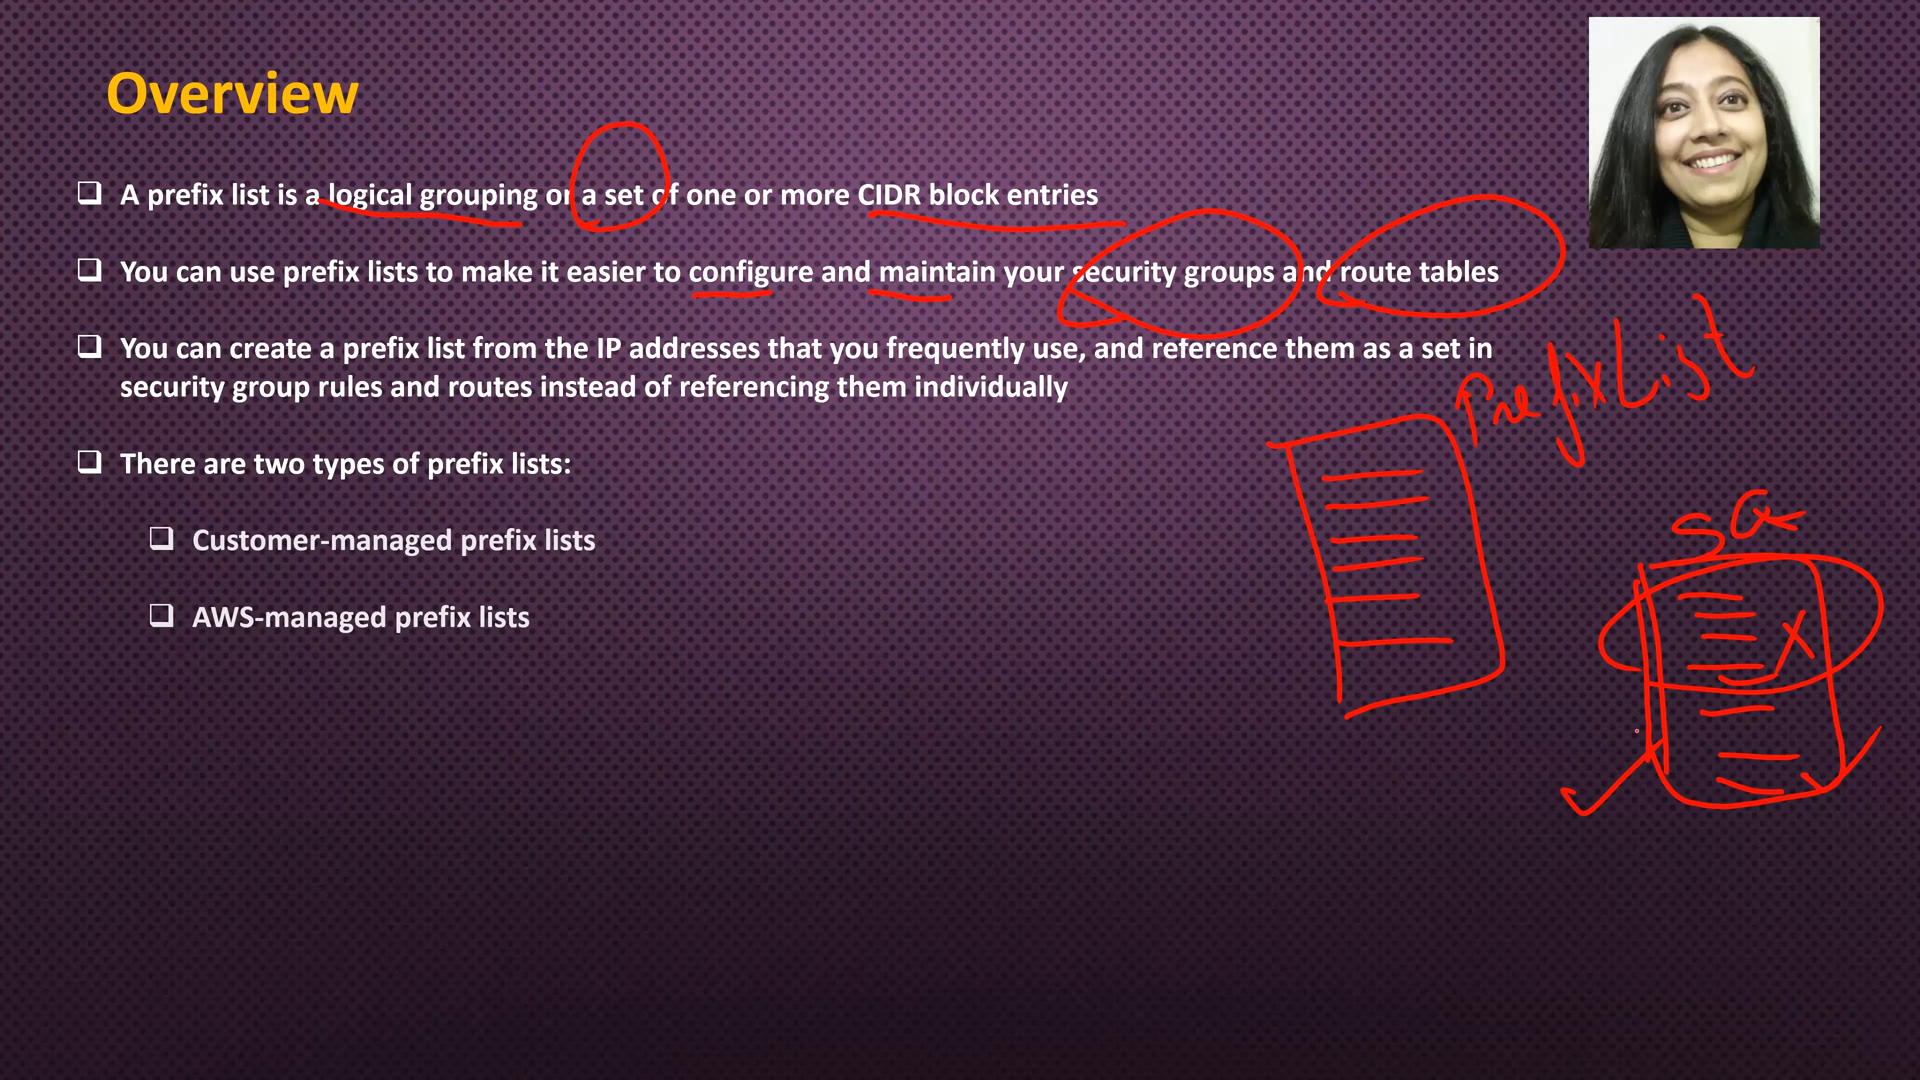 Overview
A prefix list is a logical grouping or a set of one or more CIDR block entries
You can use prefix lists to make it easier to configure and maintain your security groups and route tables
You can create a prefix list from the IP addresses that you frequently use, and reference them as a set in
security group rules and routes instead of referencing them individually
Prefix List
There are two types of prefix lists:
SG
Customer-managed prefix lists
AWS-managed prefix lists